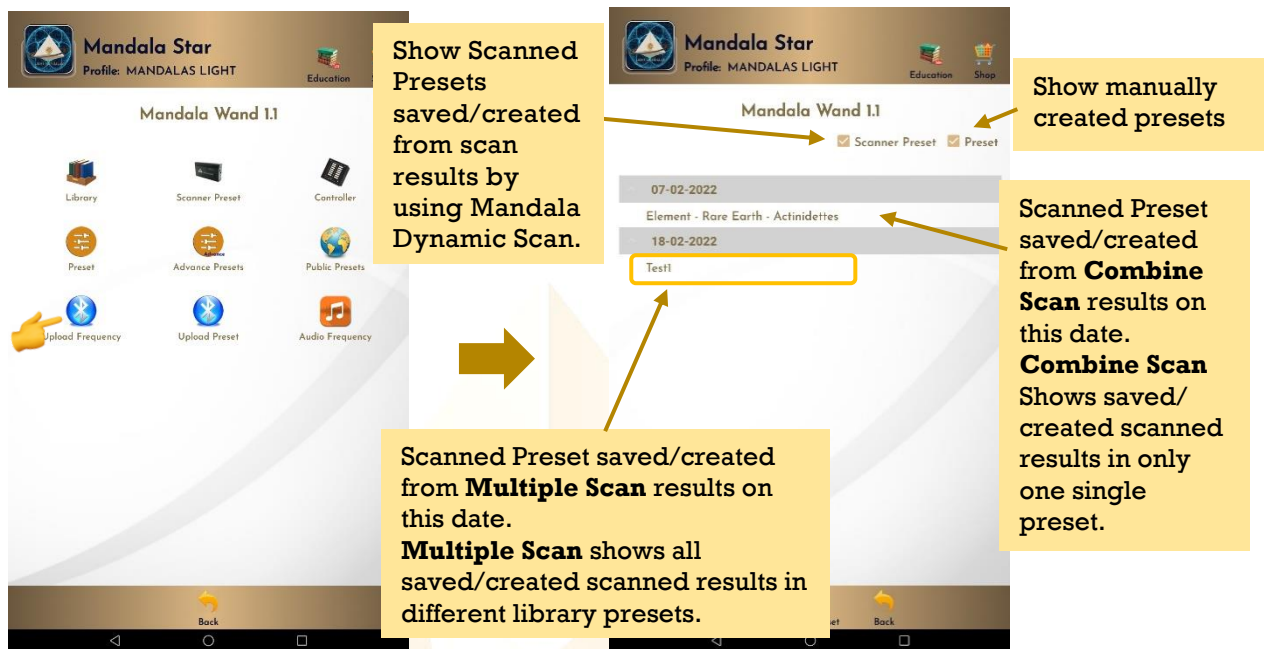 Mandala Star
Profile: MANDALAS LIGHT
Education
Mandala Wand 1.1
Library
Scanner Preset
Controller
Preset
Advance
Advance Presets
Public Presets
Upload Frequency
Upload Preset
Audio Frequency
Back
Show Scanned
Presets
saved/created
from scan
results by
using Mandala
Dynamic Scan.
Mandala Star
Profile: MANDALAS LIGHT
Education
Shop
Mandala Wand 1.1
Scanner Preset
Preset
07-02-2022
Element - Rare Earth - Actinidettes
18-02-2022
Test1
Back
Show manually
created presets
Scanned Preset
saved/created
from Combine
Scan results on
this date.
Combine Scan
Shows saved/
created scanned
results in only
one single
preset.
Scanned Preset saved/created
from Multiple Scan results on
this date.
Multiple Scan shows all
saved/created scanned results in
different library presets.